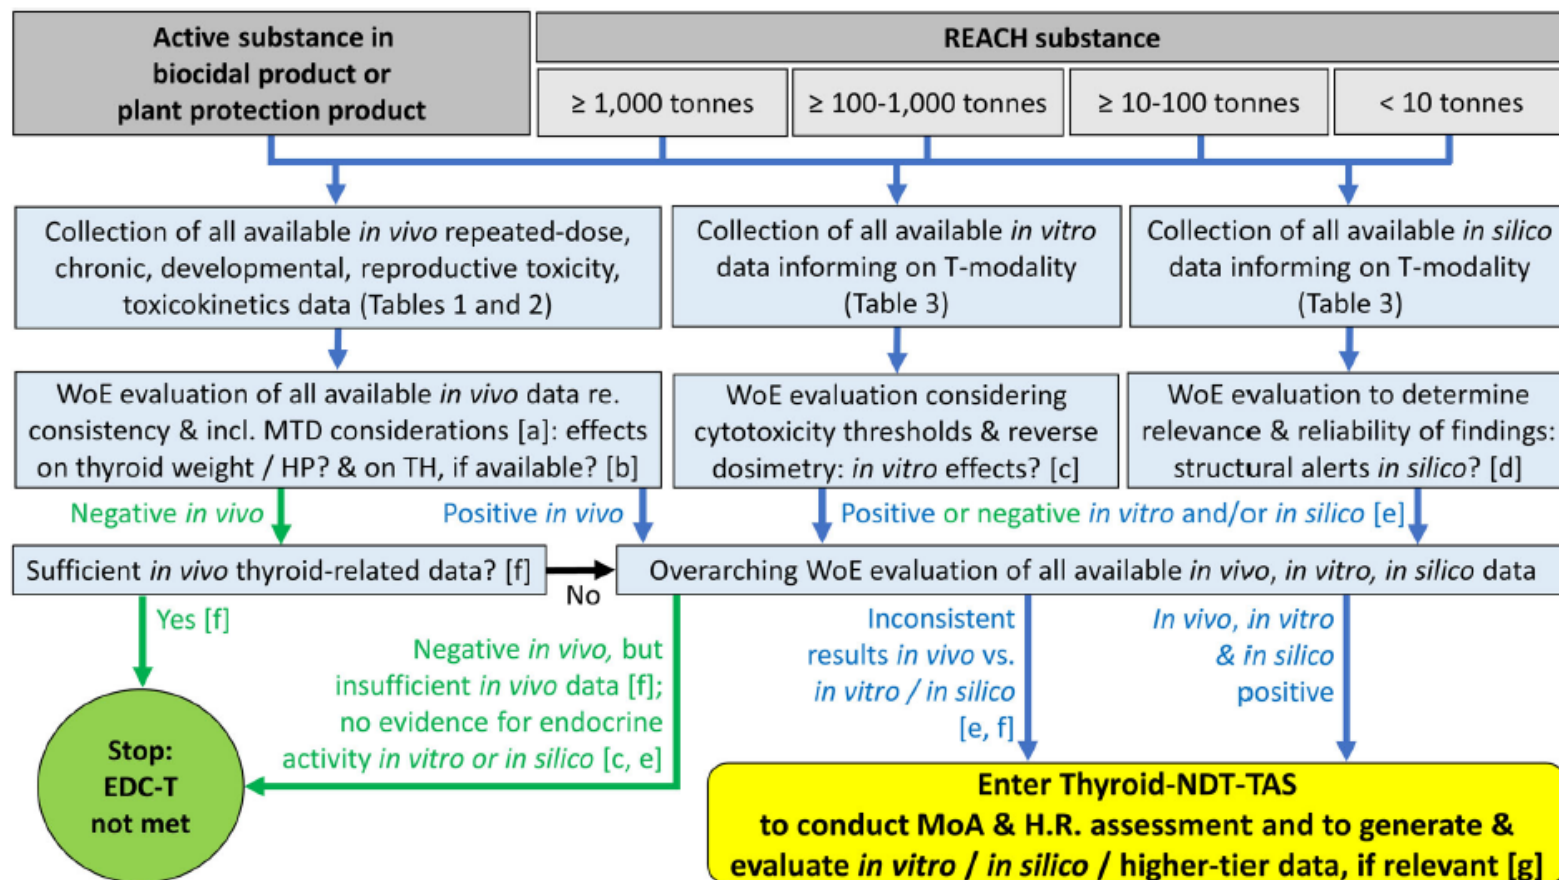 Active substance in
biocidal product or
plant protection product
REACH substance
≥ 1,000 tonnes
≥ 100-1,000 tonnes
≥ 10-100 tonnes
< 10 tonnes
Collection of all available in vivo repeated-dose,
chronic, developmental, reproductive toxicity,
toxicokinetics data (Tables 1 and 2)
Collection of all available in vitro
data informing on T-modality
(Table 3)
Collection of all available in silico
data informing on T-modality
(Table 3)
WoE evaluation of all available in vivo data re.
consistency & incl. MTD considerations [a]: effects
on thyroid weight / HP? & on TH, if available? [b]
WoE evaluation considering
cytotoxicity thresholds & reverse
dosimetry: in vitro effects? [c]
WoE evaluation to determine
relevance & reliability of findings:
structural alerts in silico? [d]
Negative in vivo
Positive in vivo
Positive or negative in vitro and/or in silico [e]
Sufficient in vivo thyroid-related data? [f]
No
Overarching WoE evaluation of all available in vivo, in vitro, in silico data
Yes [f]
Negative in vivo, but
insufficient in vivo data [f];
no evidence for endocrine
activity in vitro or in silico [c, e]
Inconsistent
results in vivo vs.
in vitro / in silico
[e, f]
In vivo, in vitro
& in silico
positive
Stop:
EDC-T
not met
Enter Thyroid-NDT-TAS
to conduct MoA & H.R. assessment and to generate &
evaluate in vitro / in silico / higher-tier data, if relevant [g]